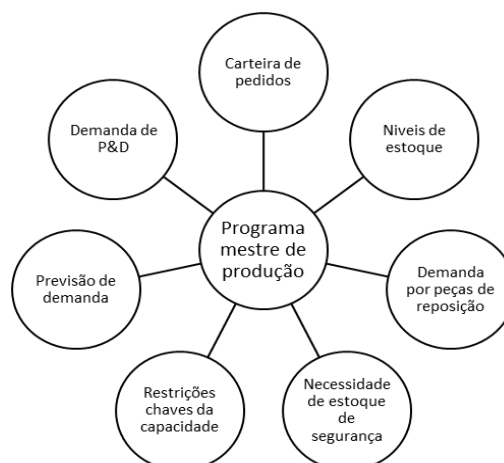 Carteira de
pedidos
Demanda de
P&D
Niveis de
estoque
Programa
mestre de
produção
Previsão de
demanda
Demanda
por peças de
reposição
Restrições
chaves da
capacidade
Necessidade
de estoque
de
segurança